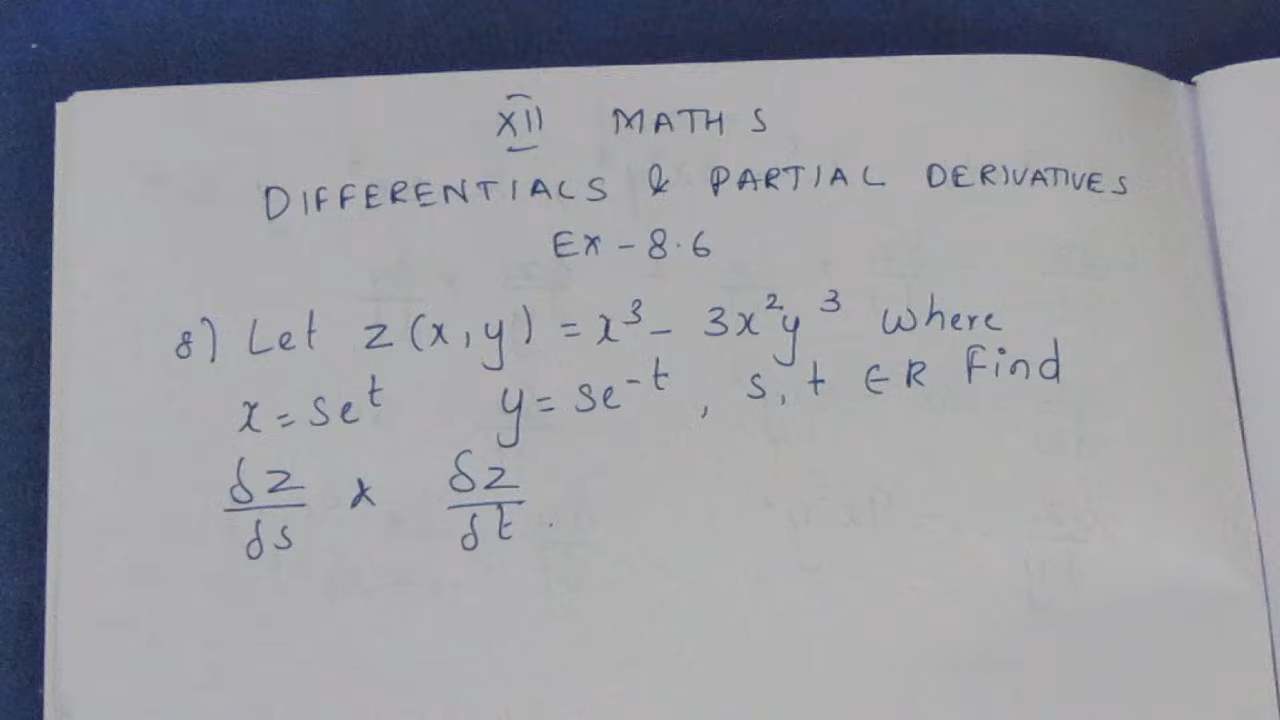 XII MATHS
DIFFERENTIALS & PARTIAL DERIVATIVES
EX - 8.6
8) Let z(x,y) = x³ - 3x²y³ where
x = se^t y = se^-t, s, t ∈ R Find
δz/δs & δz/δt.